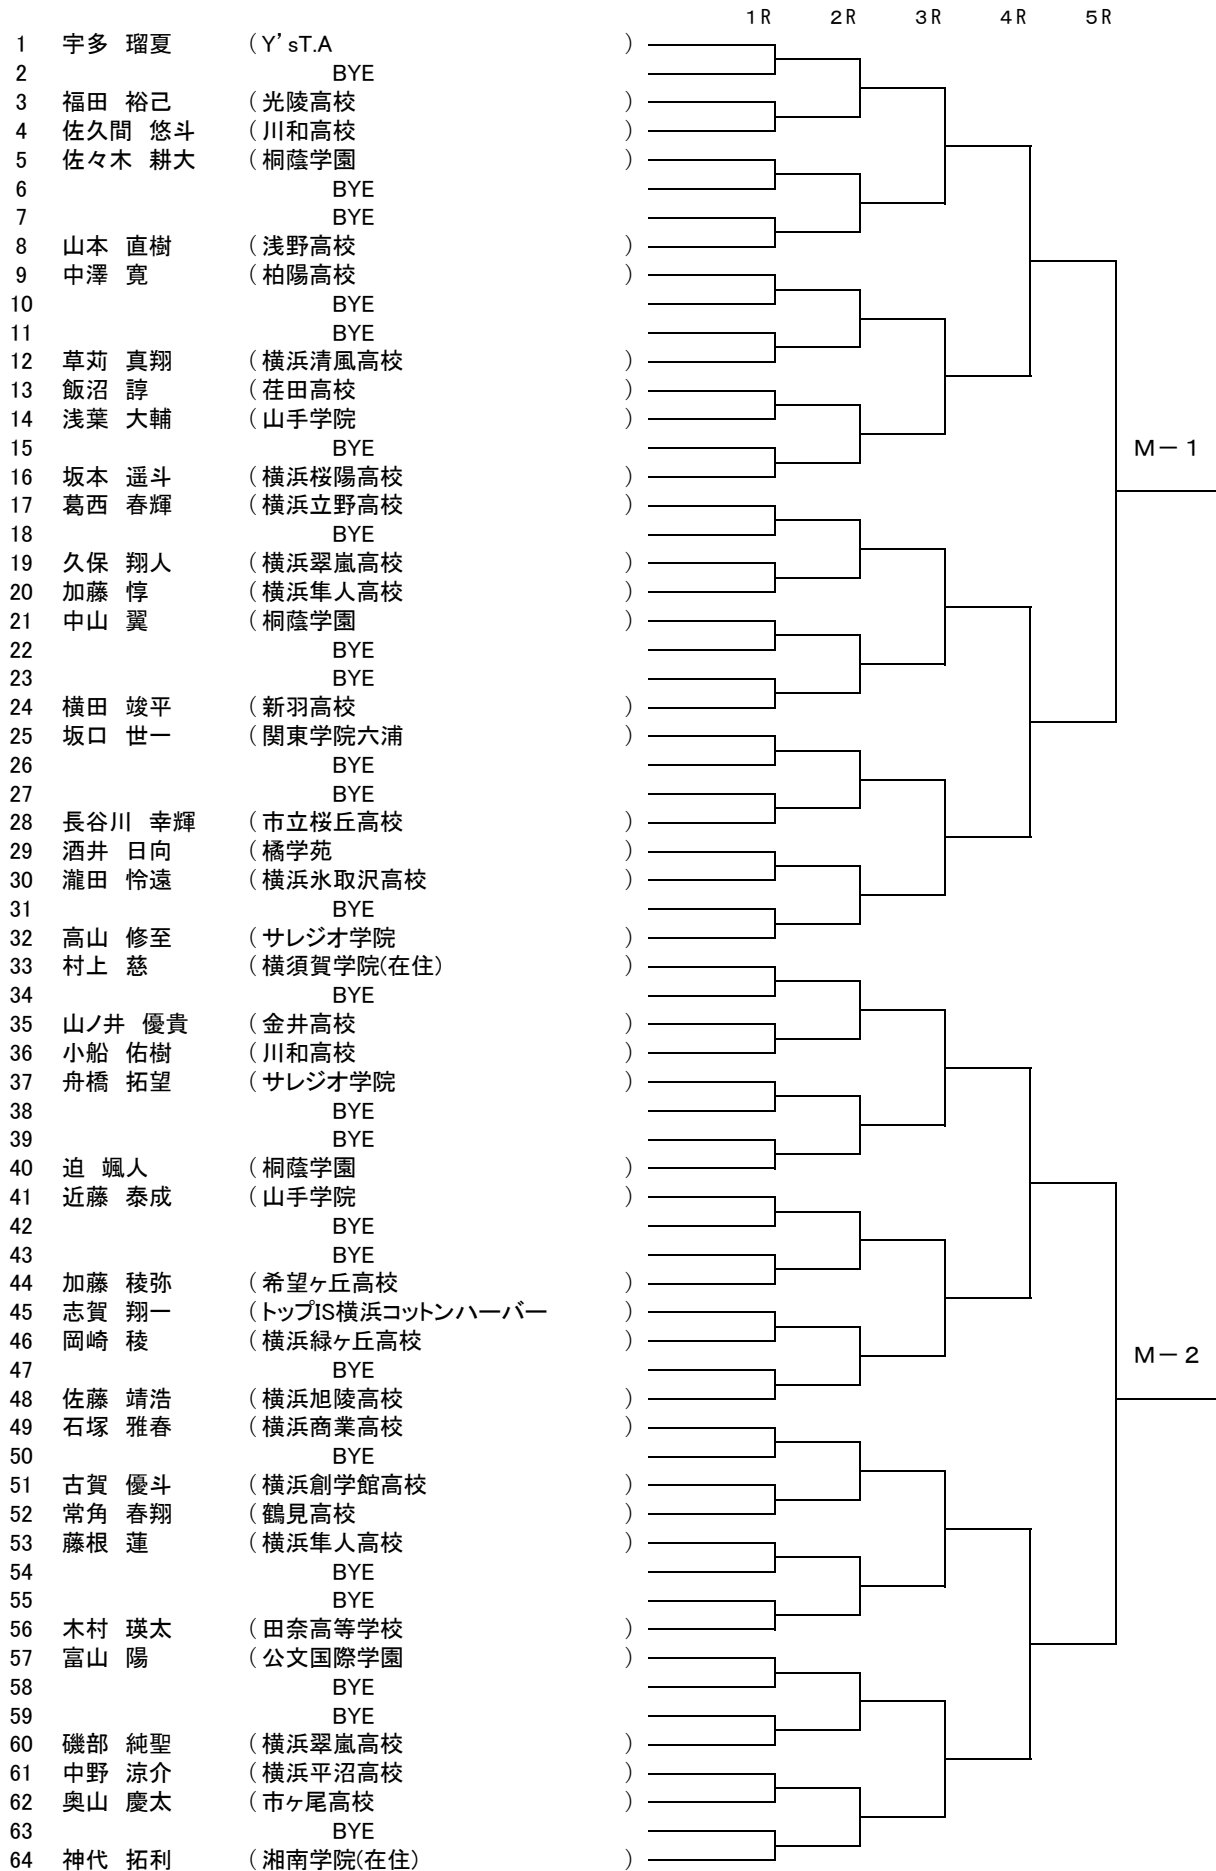 1R 2R 3R 4R 5R
1 宇多 瑠夏 (Y'sT.A )
2 BYE
3 福田 裕己 (光陵高校 )
4 佐久間 悠斗 (川和高校 )
5 佐々木 耕大 (桐蔭学園 )
6 BYE
7 BYE
8 山本 直樹 (浅野高校 )
9 中澤 寛 (柏陽高校 )
10 BYE
11 BYE
12 草苅 真翔 (横浜清風高校 )
13 飯沼 諄 (荏田高校 )
14 浅葉 大輔 (山手学院 )
15 BYE
M－1
16 坂本 遥斗 (横浜桜陽高校 )
17 葛西 春輝 (横浜立野高校 )
18 BYE
19 久保 翔人 (横浜翠嵐高校 )
20 加藤 惇 (横浜隼人高校 )
21 中山 翼 (桐蔭学園 )
22 BYE
23 BYE
24 横田 竣平 (新羽高校 )
25 坂口 世一 (関東学院六浦 )
26 BYE
27 BYE
28 長谷川 幸輝 (市立桜丘高校 )
29 酒井 日向 (橘学苑 )
30 瀧田 怜遠 (横浜氷取沢高校 )
31 BYE
32 高山 修至 (サレジオ学院 )
33 村上 慈 (横須賀学院(在住) )
34 BYE
35 山ノ井 優貴 (金井高校 )
36 小船 佑樹 (川和高校 )
37 舟橋 拓望 (サレジオ学院 )
38 BYE
39 BYE
40 迫 颯人 (桐蔭学園 )
41 近藤 泰成 (山手学院 )
42 BYE
43 BYE
44 加藤 稜弥 (希望ヶ丘高校 )
45 志賀 翔一 (トップIS横浜コットンハーバー )
46 岡崎 稜 (横浜緑ヶ丘高校 )
47 BYE
M－2
48 佐藤 靖浩 (横浜旭陵高校 )
49 石塚 雅春 (横浜商業高校 )
50 BYE
51 古賀 優斗 (横浜創学館高校 )
52 常角 春翔 (鶴見高校 )
53 藤根 蓮 (横浜隼人高校 )
54 BYE
55 BYE
56 木村 瑛太 (田奈高等学校 )
57 富山 陽 (公文国際学園 )
58 BYE
59 BYE
60 磯部 純聖 (横浜翠嵐高校 )
61 中野 涼介 (横浜平沼高校 )
62 奥山 慶太 (市ヶ尾高校 )
63 BYE
64 神代 拓利 (湘南学院(在住) )